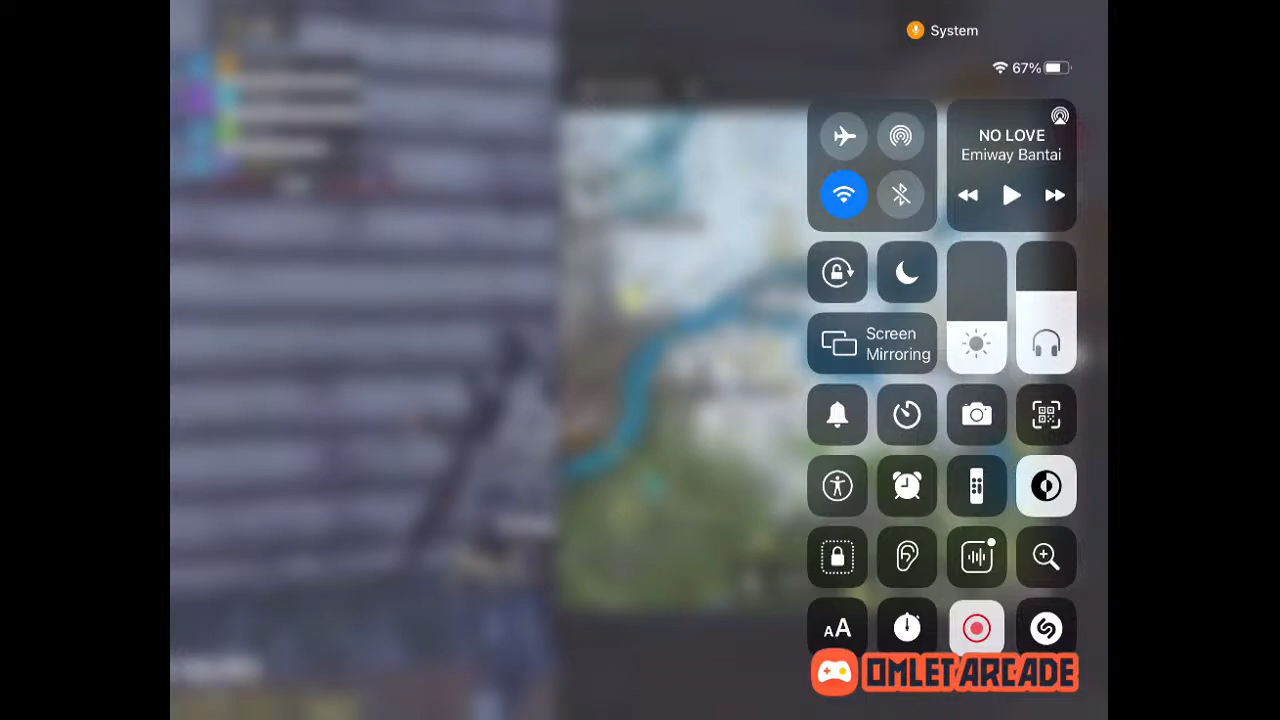 System
67%
NO LOVE
Emiway Bantai
Screen
Mirroring
AA
OMLET ARCADE